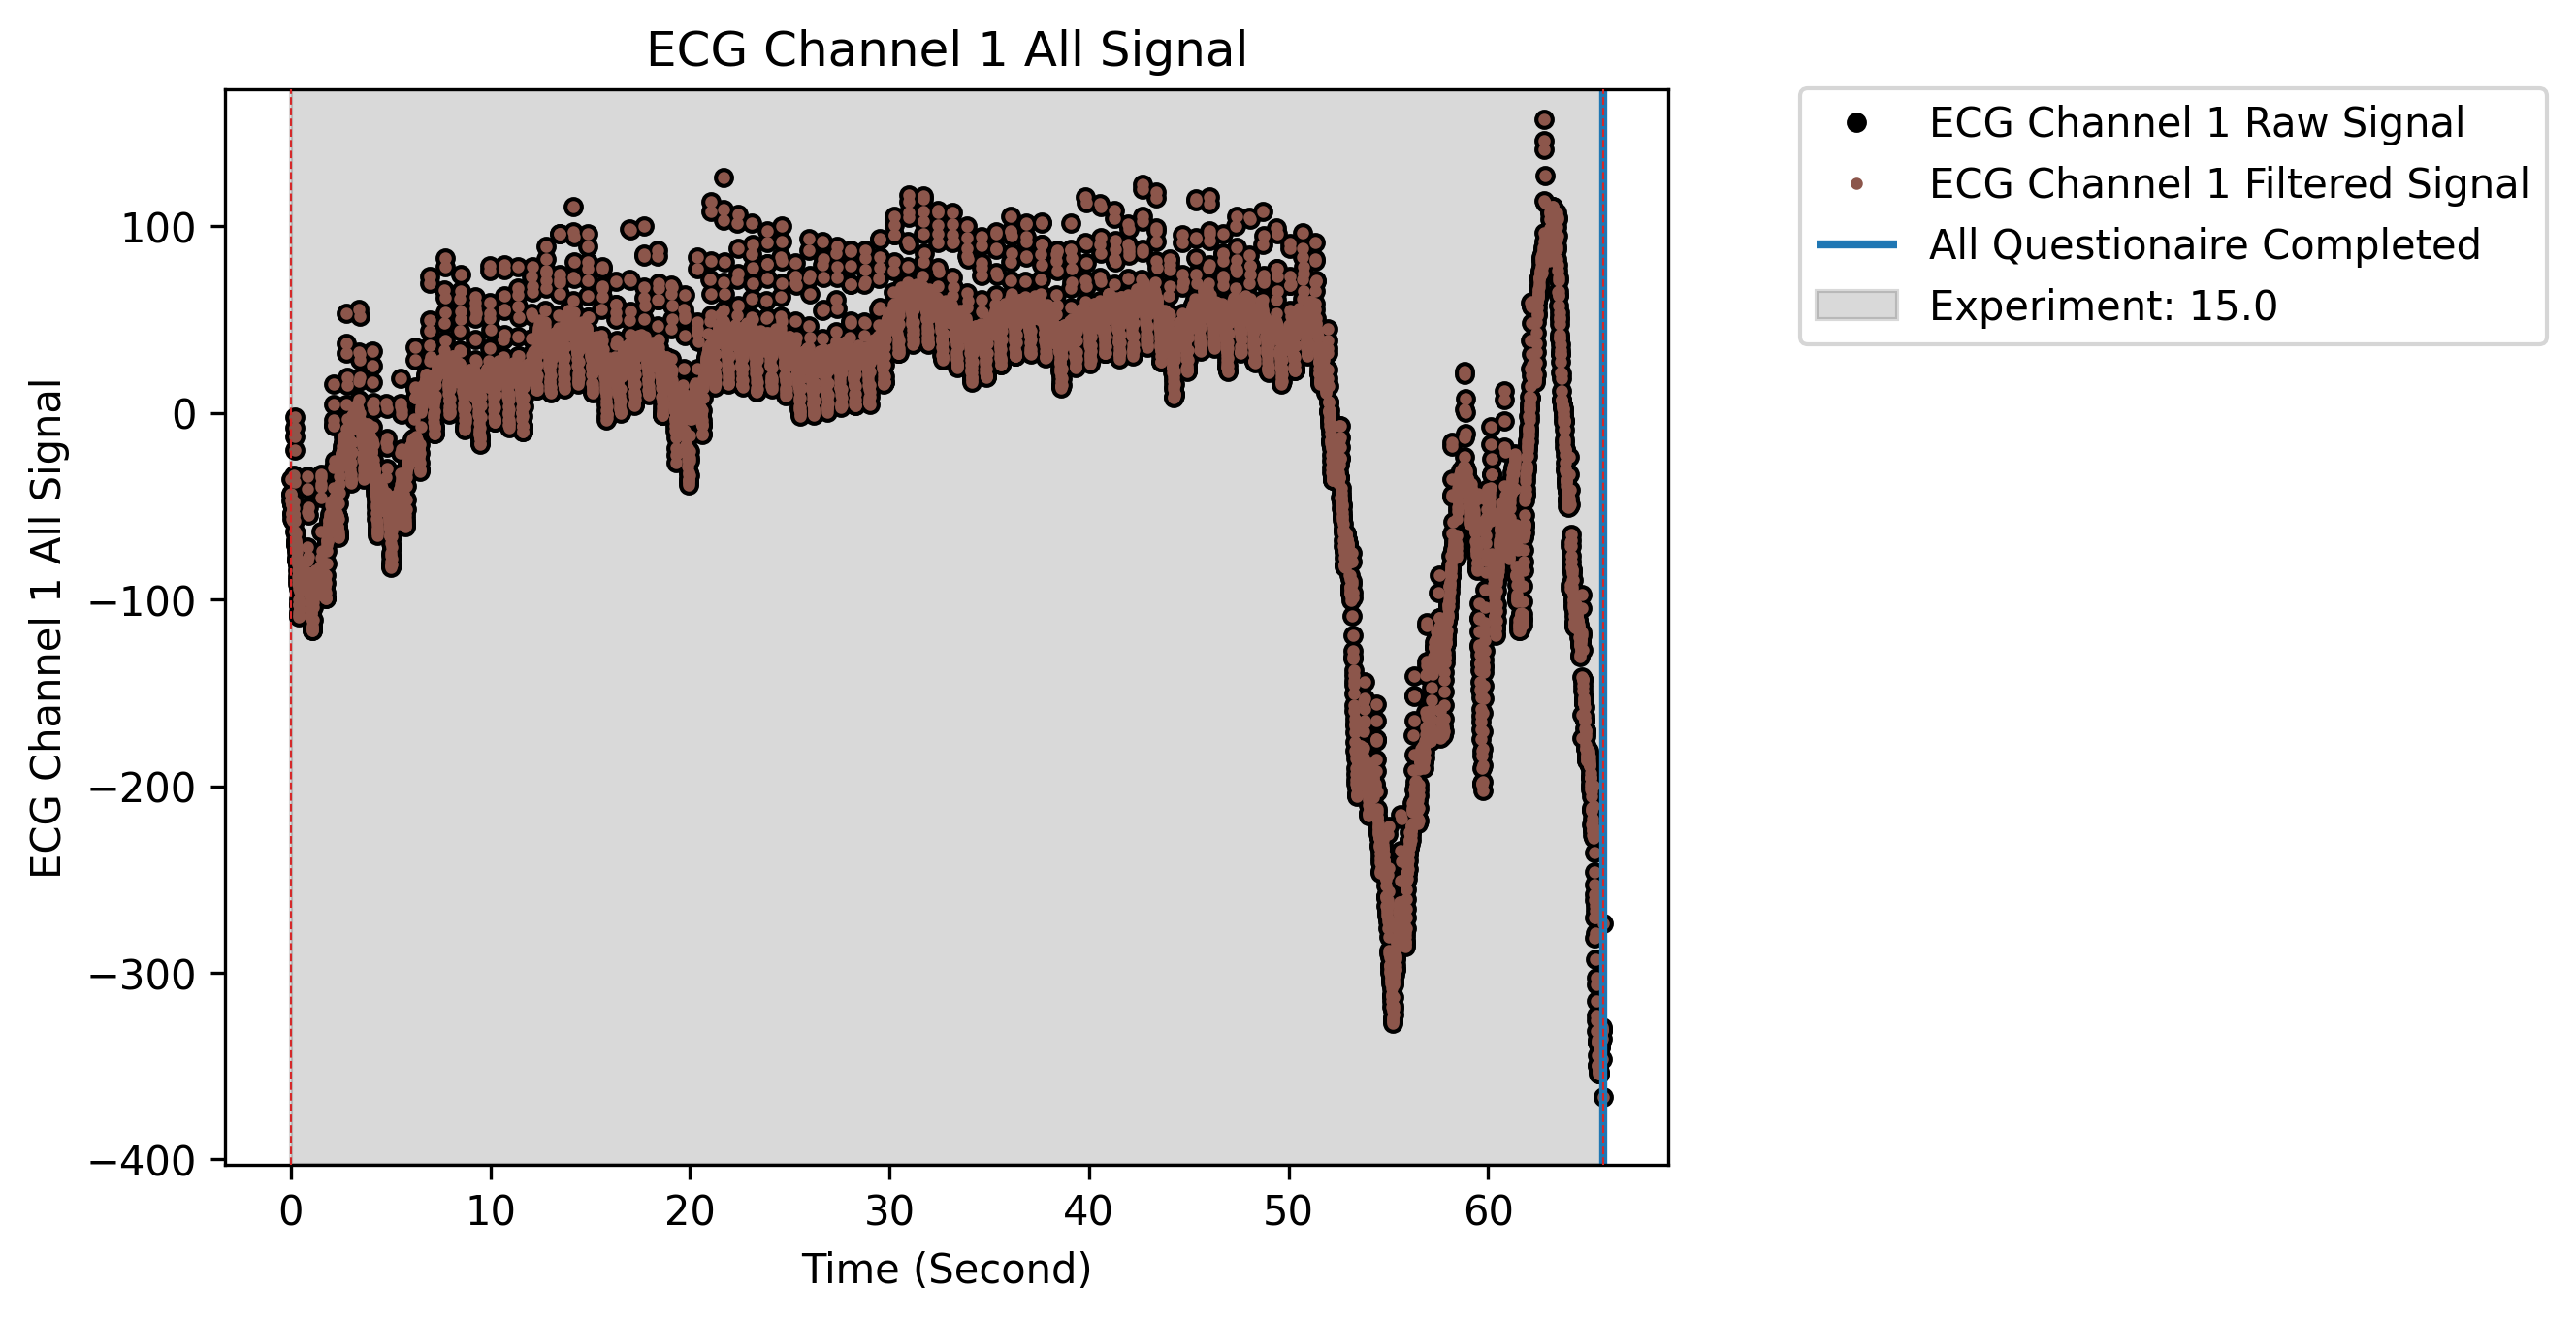 ECG Channel 1 All Signal
ECG Channel 1 Raw Signal
ECG Channel 1 Filtered Signal
All Questionaire Completed
Experiment: 15.0
ECG Channel 1 All Signal
100
0
−100
−200
−300
−400
0 10 20 30 40 50 60
Time (Second)